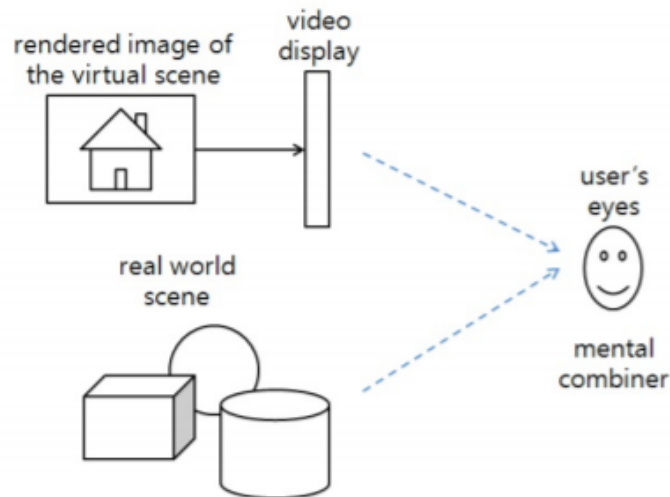 rendered image of
the virtual scene
video
display
user´s
eyes
real world
scene
mental
combiner